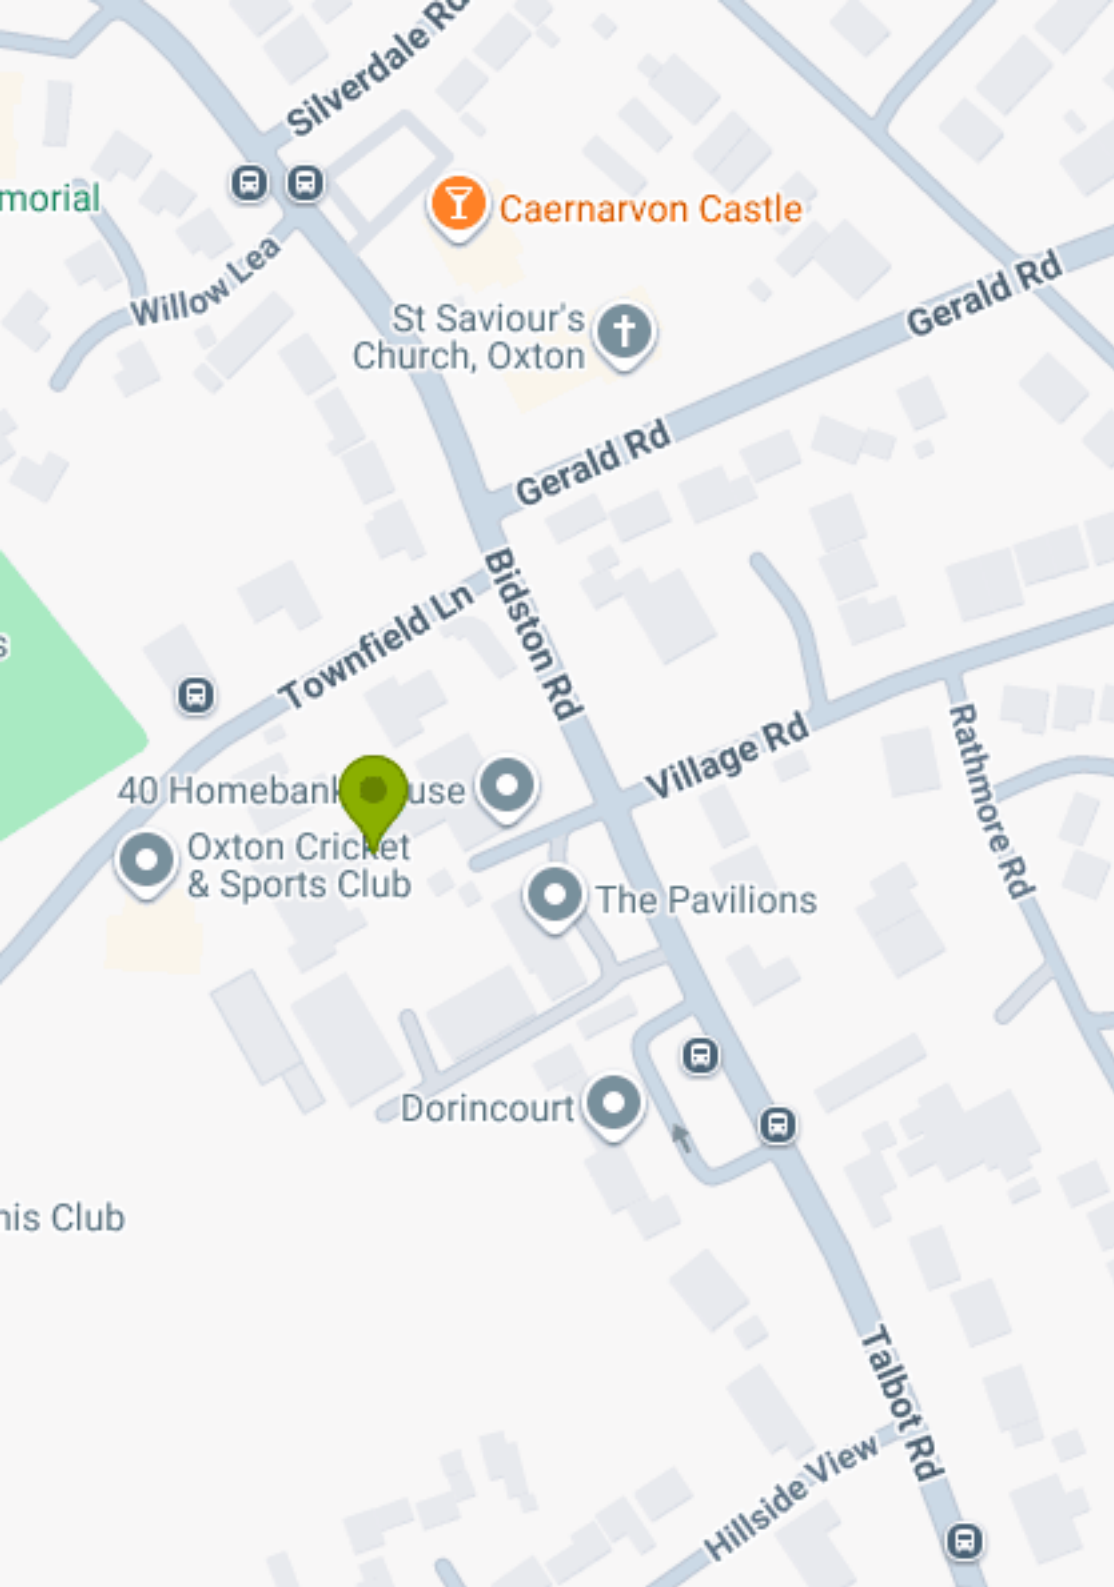 Silverdale Rd
morial
Caernarvon Castle
Willow Lea
St Saviour's
Church, Oxton
Gerald Rd
Gerald Rd
Bidston Rd
Townfield Ln
s
Village Rd
Rathmore Rd
40 Homebank use
Oxton Cricket
& Sports Club
The Pavilions
Dorincourt
nis Club
Talbot Rd
Hillside View